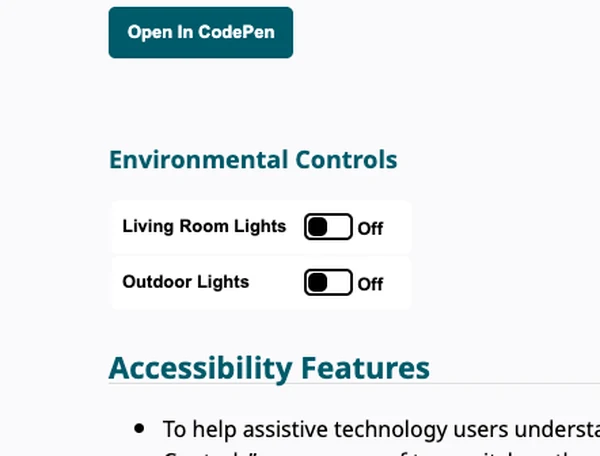 Open In CodePen
Environmental Controls
Living Room Lights Off
Outdoor Lights Off
Accessibility Features
To help assistive technology users